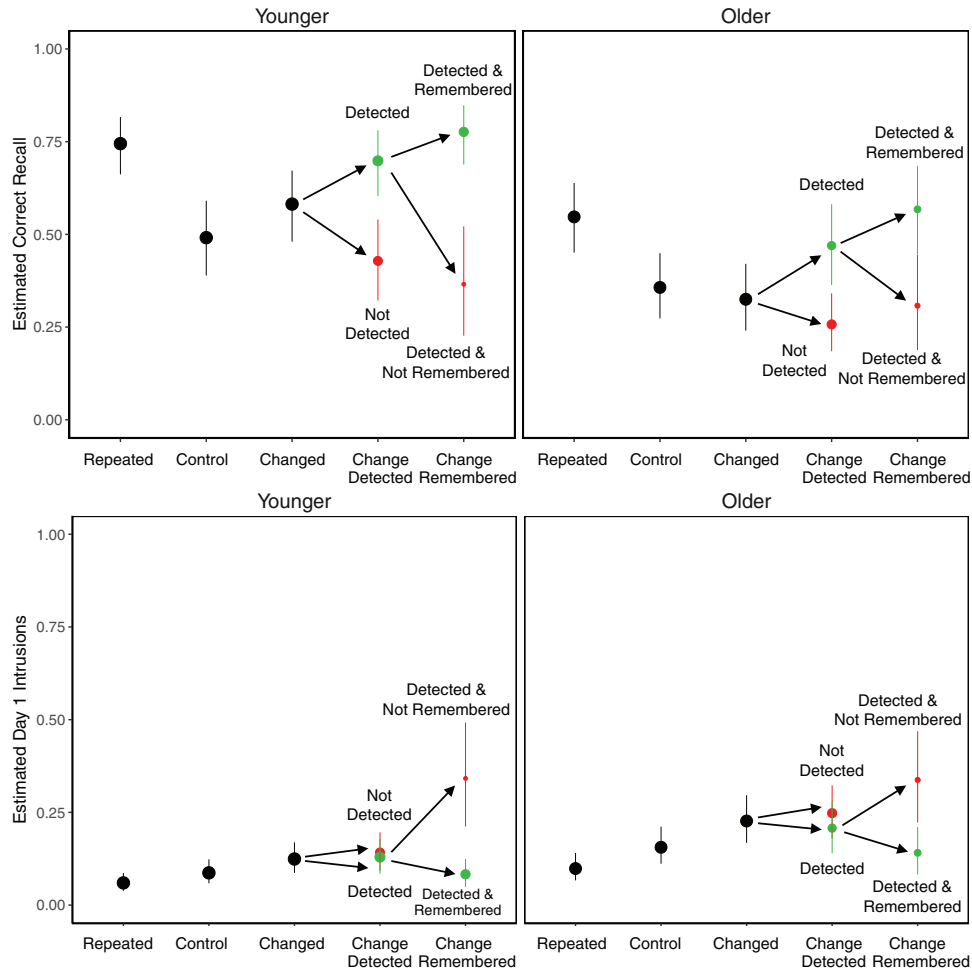 Younger
Older
Estimated Correct Recall
1.00
0.75
0.50
0.25
0.00
Detected &
Remembered
Detected
Not
Detected
Detected &
Not Remembered
Detected &
Remembered
Detected
Not
Detected
Detected &
Not Remembered
Repeated
Control
Changed
Change
Detected
Change
Remembered
Repeated
Control
Changed
Change
Detected
Change
Remembered
Younger
Older
Estimated Day 1 Intrusions
1.00
0.75
0.50
0.25
0.00
Detected &
Not Remembered
Not
Detected
Detected
Detected &
Remembered
Detected &
Not Remembered
Not
Detected
Detected
Detected &
Remembered
Repeated
Control
Changed
Change
Detected
Change
Remembered
Repeated
Control
Changed
Change
Detected
Change
Remembered